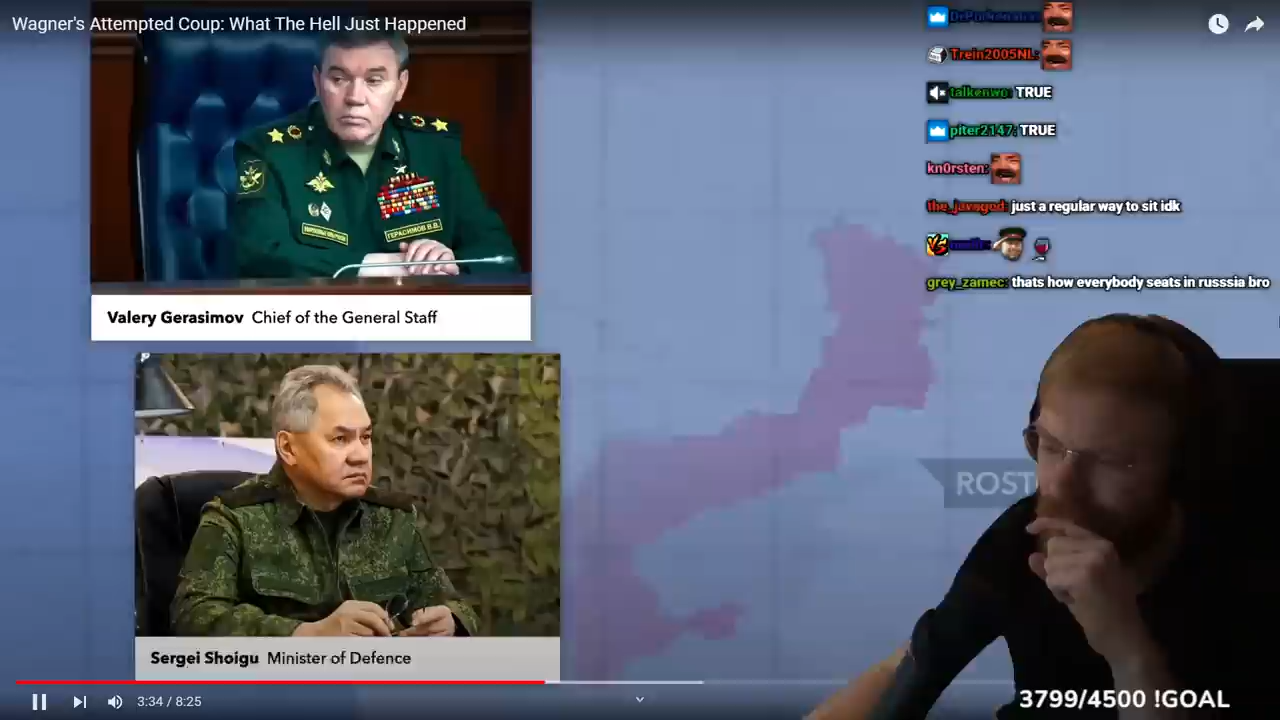 Wagner's Attempted Coup: What The Hell Just Happened
ГЕРАСИМОВ В.В.
Valery Gerasimov Chief of the General Staff
Sergei Shoigu Minister of Defence
3:34 / 8:25
Trein2005NL:
talkenwo: TRUE
piter2147: TRUE
kn0rsten:
the_javagod: just a regular way to sit idk
grey_zamec: thats how everybody seats in russsia bro
ROST
3799/4500 !GOAL